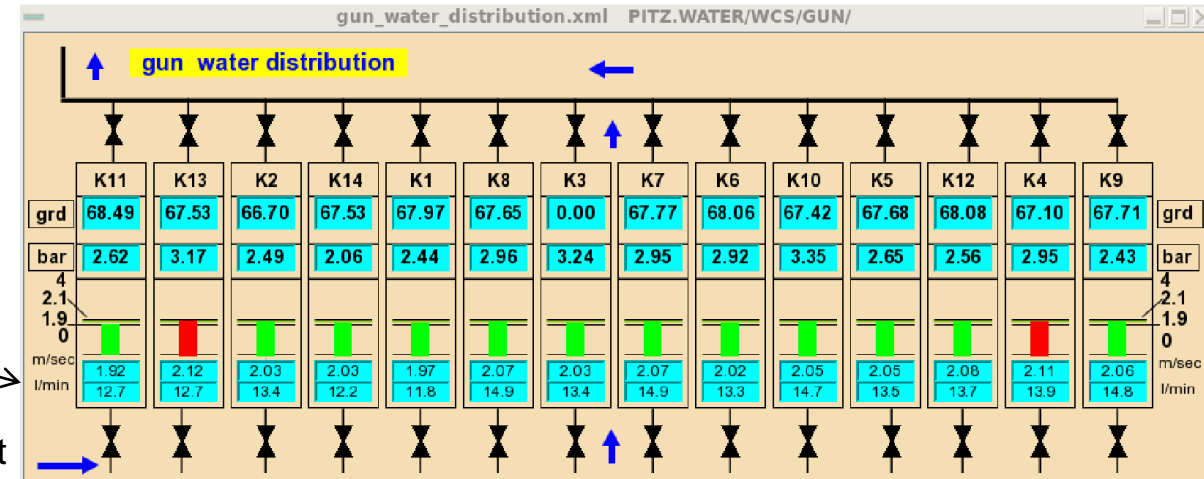 gun_water_distribution.xml PITZ.WATER/WCS/GUN/
gun water distribution
K11 K13 K2 K14 K1 K8 K3 K7 K6 K10 K5 K12 K4 K9
grd 68.49 67.53 66.70 67.53 67.97 67.65 0.00 67.77 68.06 67.42 67.68 68.08 67.10 67.71 grd
bar 2.62 3.17 2.49 2.06 2.44 2.96 3.24 2.95 2.92 3.35 2.65 2.56 2.95 2.43 bar
4 4
2.1 2.1
1.9 1.9
0 0
m/sec 1.92 2.12 2.03 2.03 1.97 2.07 2.03 2.07 2.02 2.05 2.05 2.08 2.11 2.06 m/sec
l/min 12.7 12.7 13.4 12.2 11.8 14.9 13.4 14.9 13.3 14.7 13.5 13.7 13.9 14.8 l/min
t